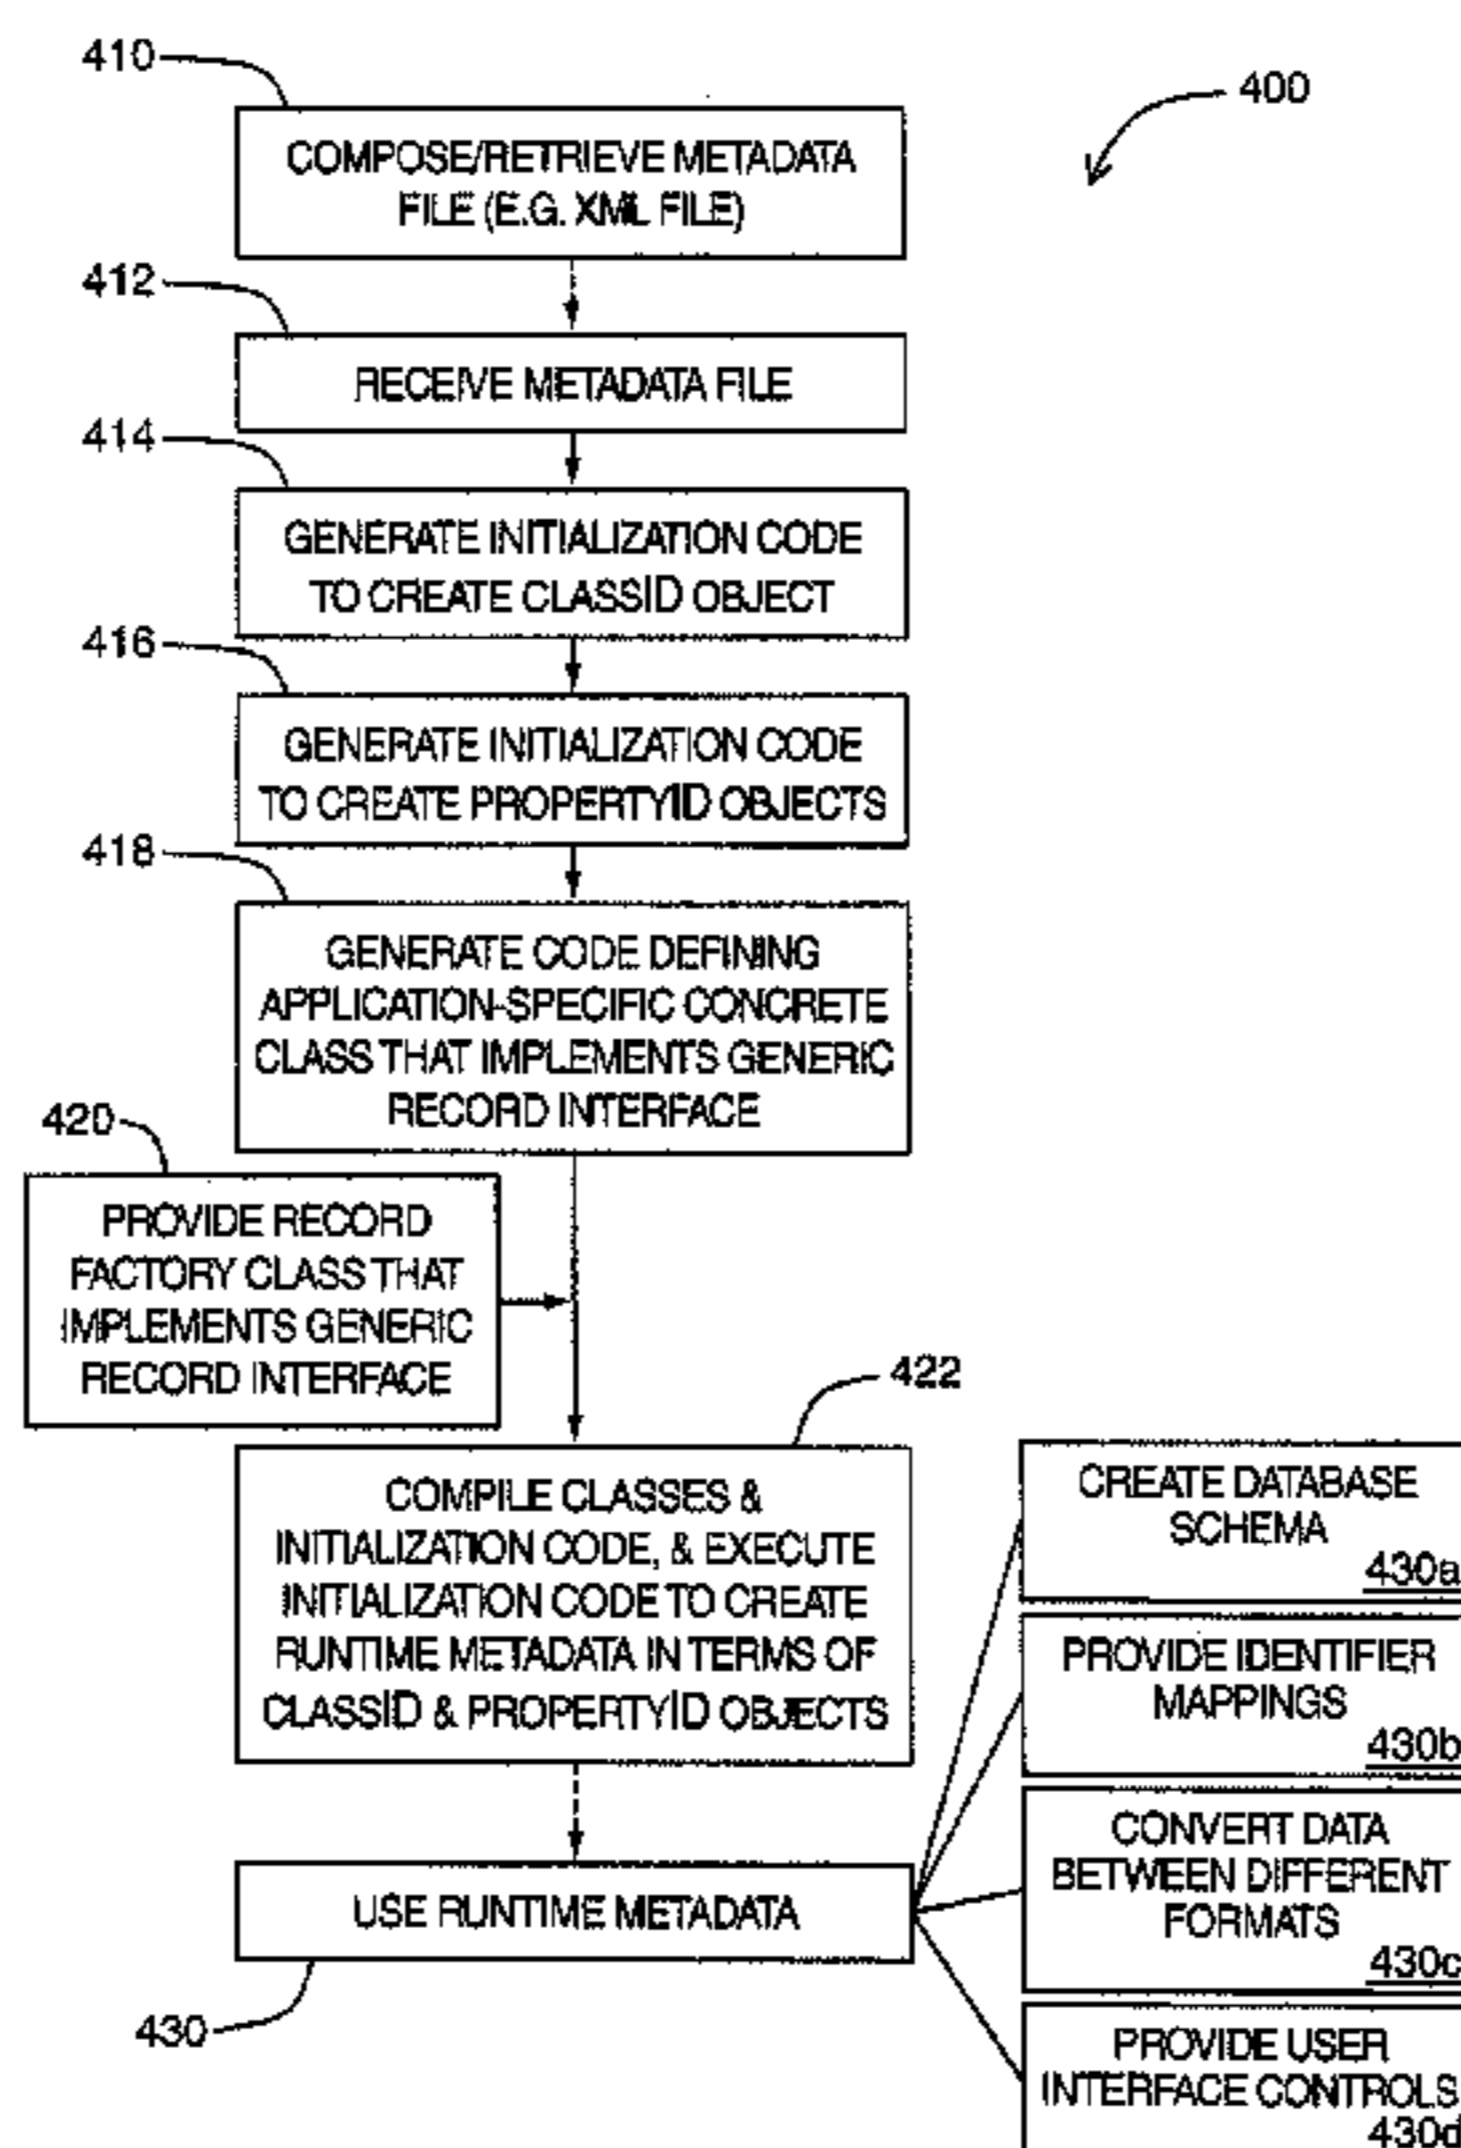 410
400
COMPOSE/RETRIEVE METADATA
FILE (E.G. XML FILE)
412
RECEIVE METADATA FILE
414
GENERATE INITIALIZATION CODE
TO CREATE CLASSID OBJECT
416
GENERATE INITIALIZATION CODE
TO CREATE PROPERTYID OBJECTS
418
GENERATE CODE DEFINING
APPLICATION-SPECIFIC CONCRETE
CLASS THAT IMPLEMENTS GENERIC
RECORD INTERFACE
420
PROVIDE RECORD
FACTORY CLASS THAT
IMPLEMENTS GENERIC
RECORD INTERFACE
422
COMPILE CLASSES &
INITIALIZATION CODE, & EXECUTE
INITIALIZATION CODE TO CREATE
RUNTIME METADATA IN TERMS OF
CLASSID & PROPERTYID OBJECTS
CREATE DATABASE
SCHEMA
430a
PROVIDE IDENTIFIER
MAPPINGS
430b
CONVERT DATA
BETWEEN DIFFERENT
FORMATS
430c
USE RUNTIME METADATA
430
PROVIDE USER
INTERFACE CONTROLS
430d